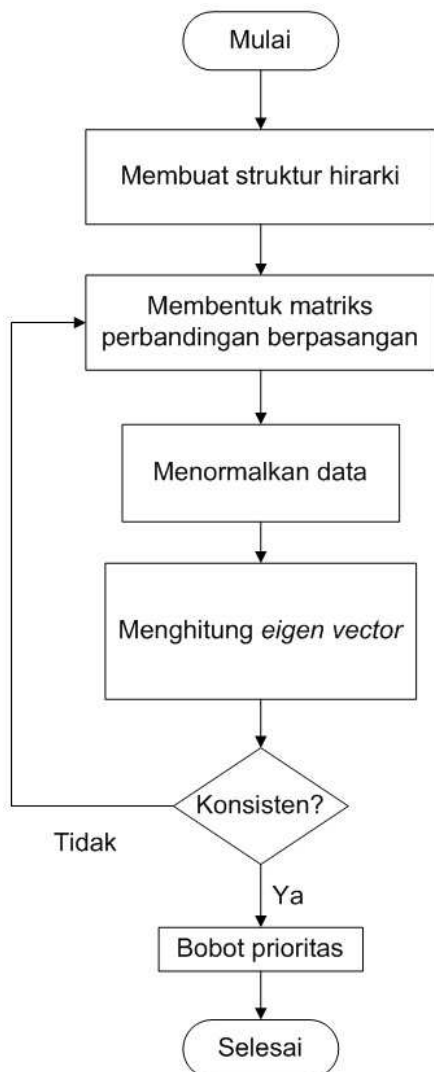 Mulai
Membuat struktur hirarki
Membentuk matriks
perbandingan berpasangan
Menormalkan data
Menghitung eigen vector
Konsisten?
Tidak
Ya
Bobot prioritas
Selesai